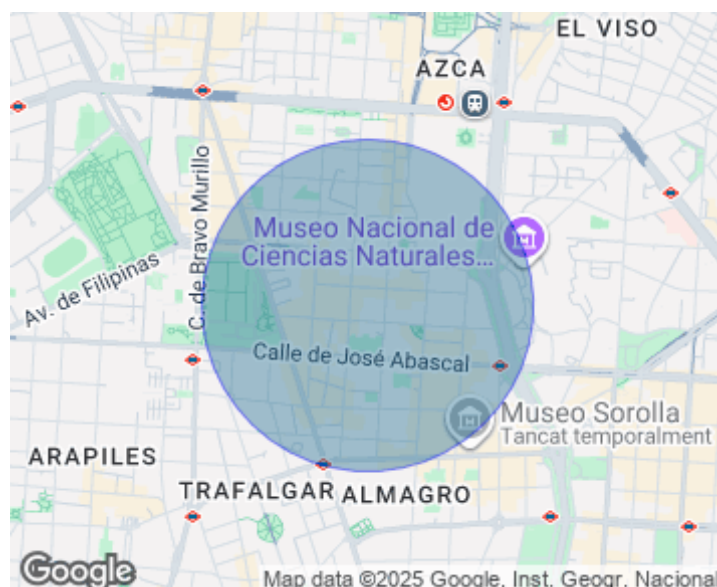 EL VISO
AZCA
C. de Bravo Murillo
Museo Nacional de
Ciencias Naturales...
Av. de Filipinas
Calle de José Abascal
Museo Sorolla
Tancat temporalment
ARAPILES
TRAFALGAR
ALMAGRO
Google
Map data ©2025 Google, Inst. Geogr. Nacional